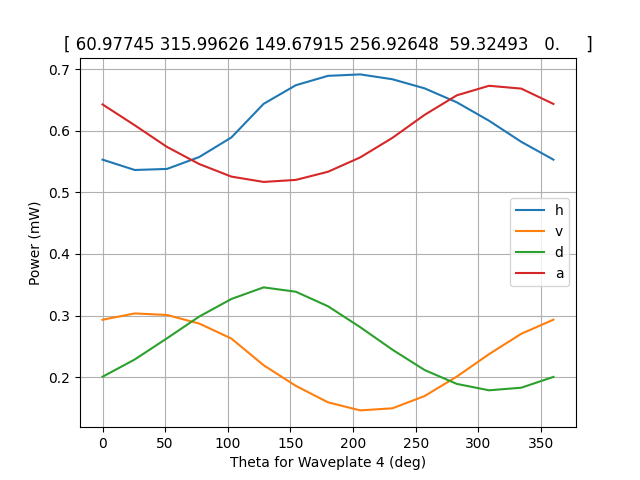 [ 60.97745 315.99626 149.67915 256.92648  59.32493   0.     ]
0.7
0.6
0.5
0.4
0.3
0.2
Power (mW)
h
v
d
a
0 50 100 150 200 250 300 350
Theta for Waveplate 4 (deg)